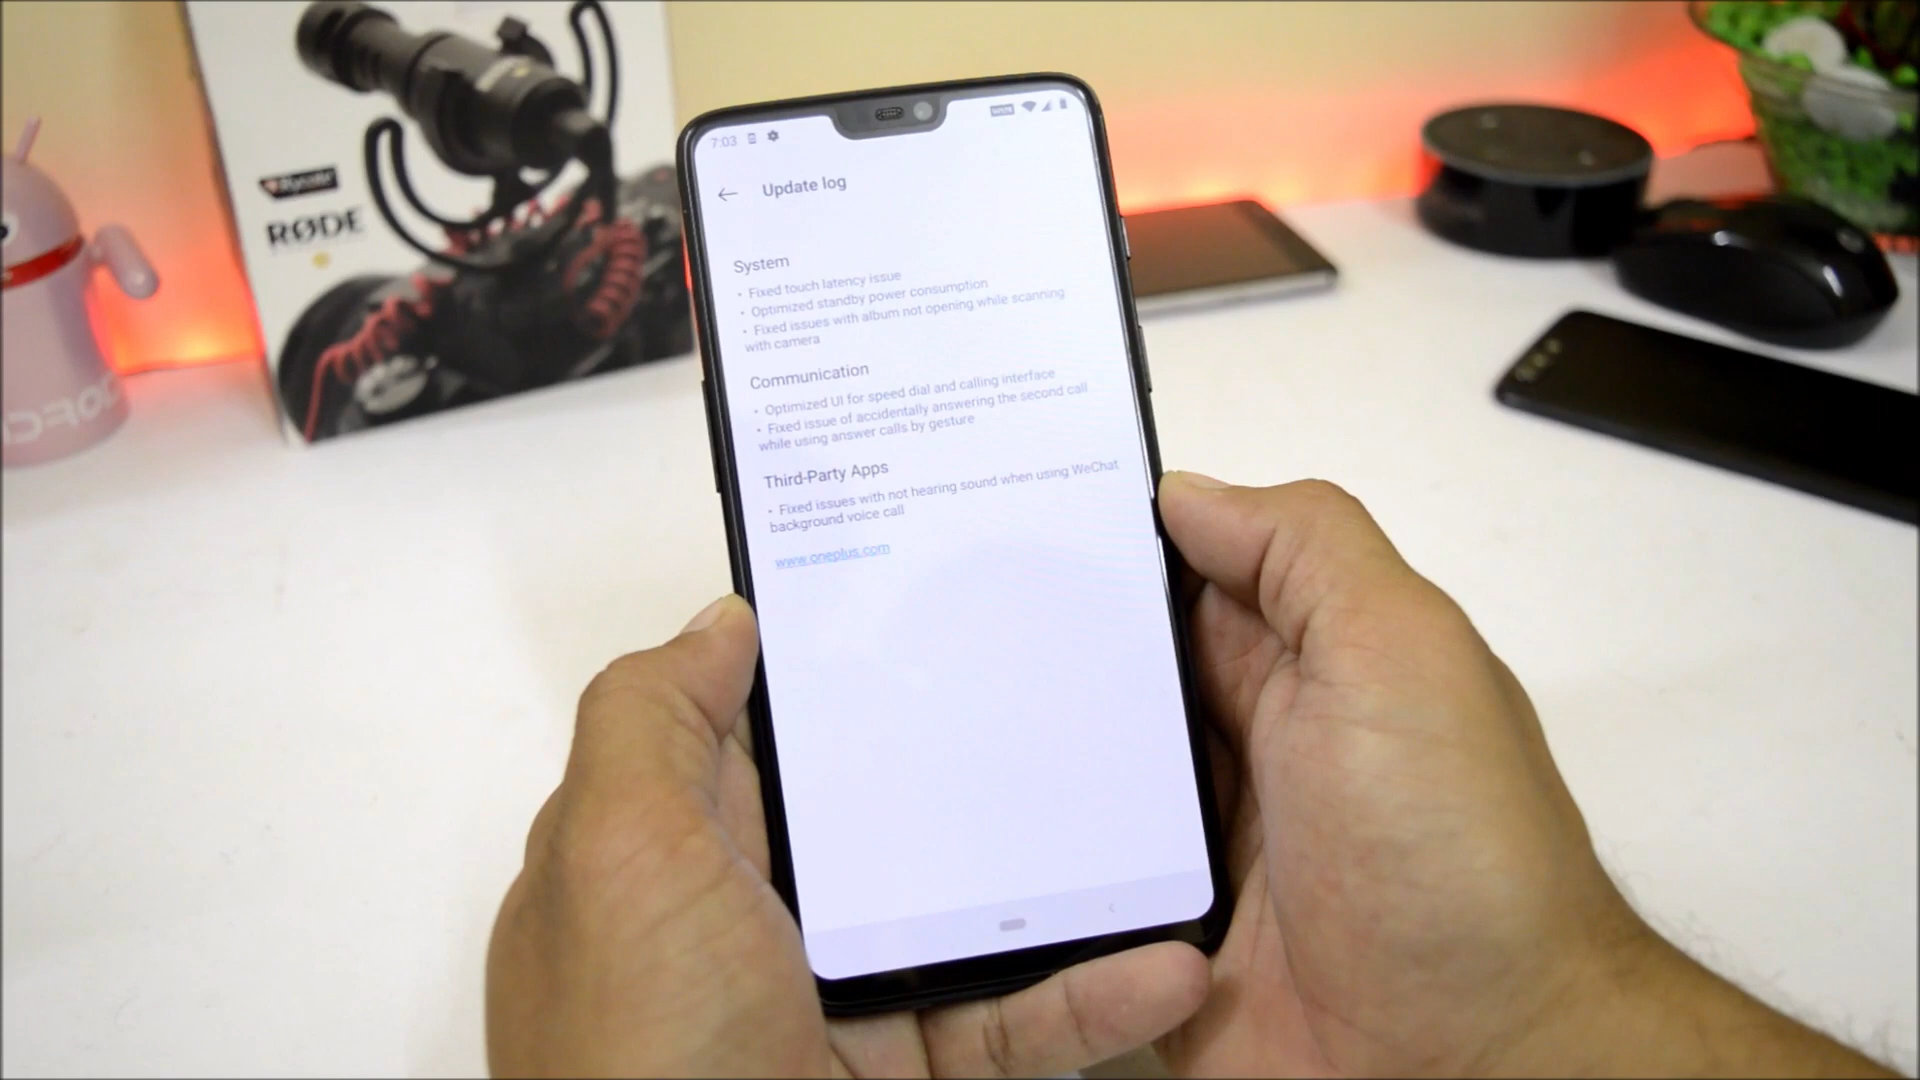 RØDE
7:03
Update log
System
• Fixed touch latency issue
• Optimized standby power consumption
• Fixed issues with album not opening while scanning
with camera
Communication
• Optimized UI for speed dial and calling interface
• Fixed issue of accidentally answering the second call
while using answer calls by gesture
Third-Party Apps
• Fixed issues with not hearing sound when using WeChat
background voice call
www.oneplus.com